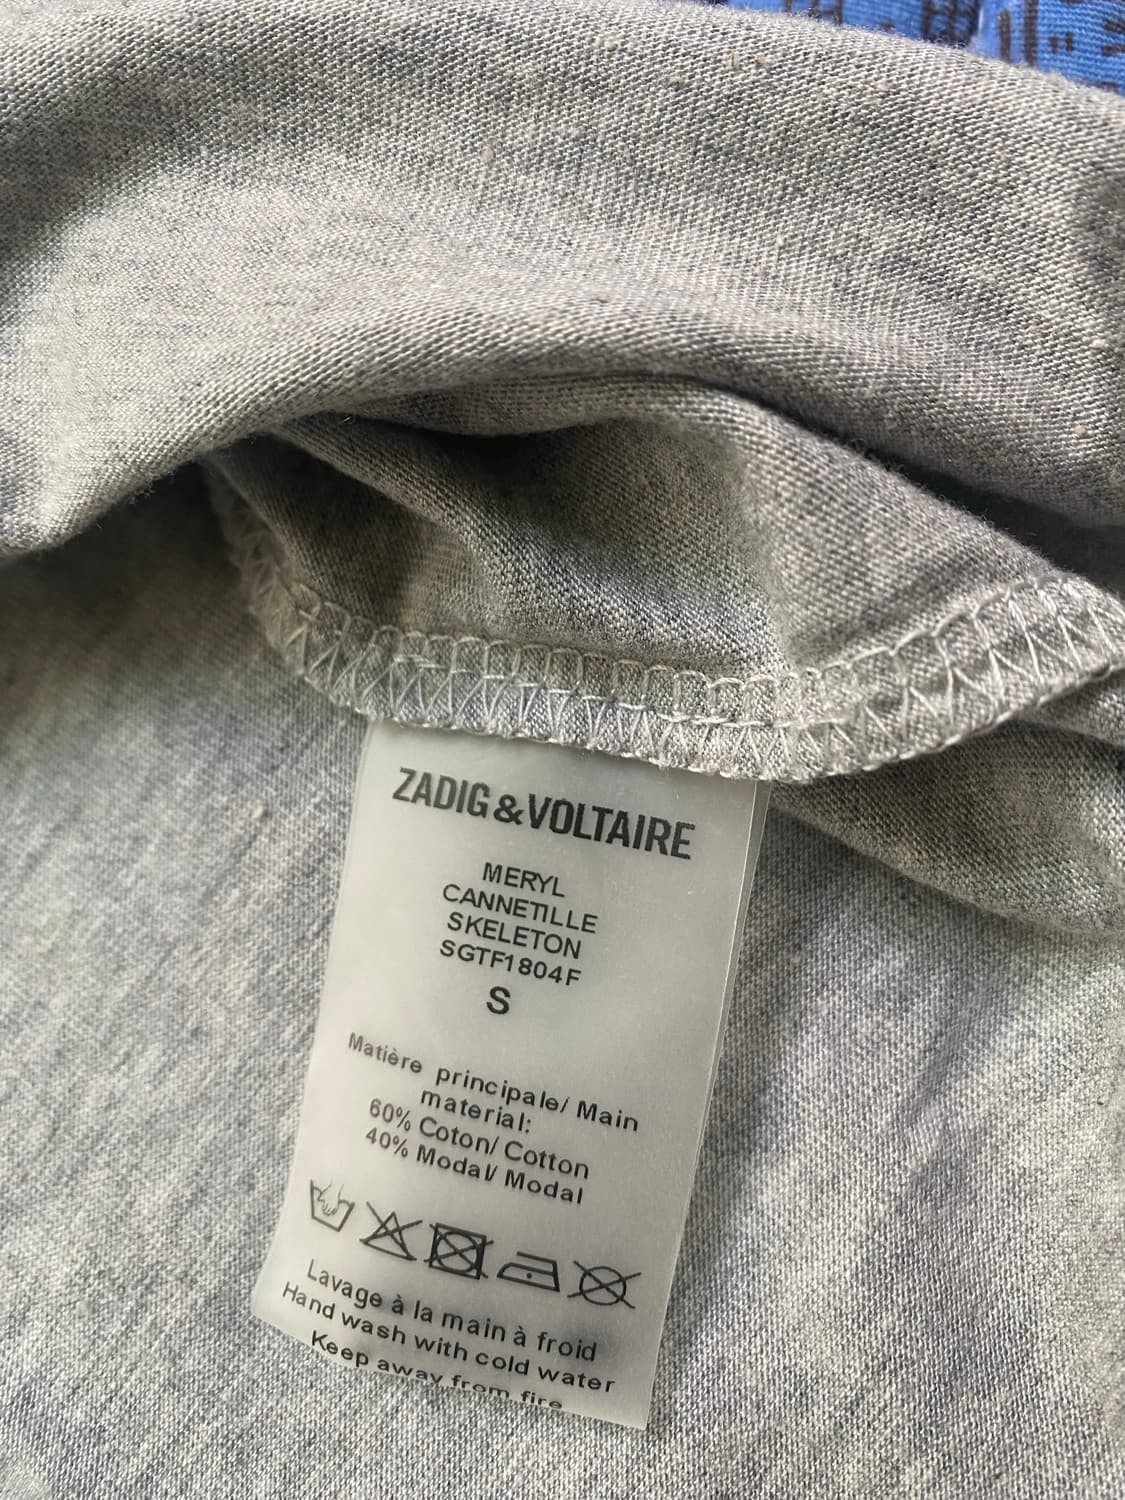 ZADIG & VOLTAIRE
MERYL
CANNETILLE
SKELETON
SGTF1804F
S
Matière principale/ Main
material:
60% Coton/ Cotton
40% Modal/ Modal
Lavage à la main à froid
Hand wash with cold water
Keep away from fire